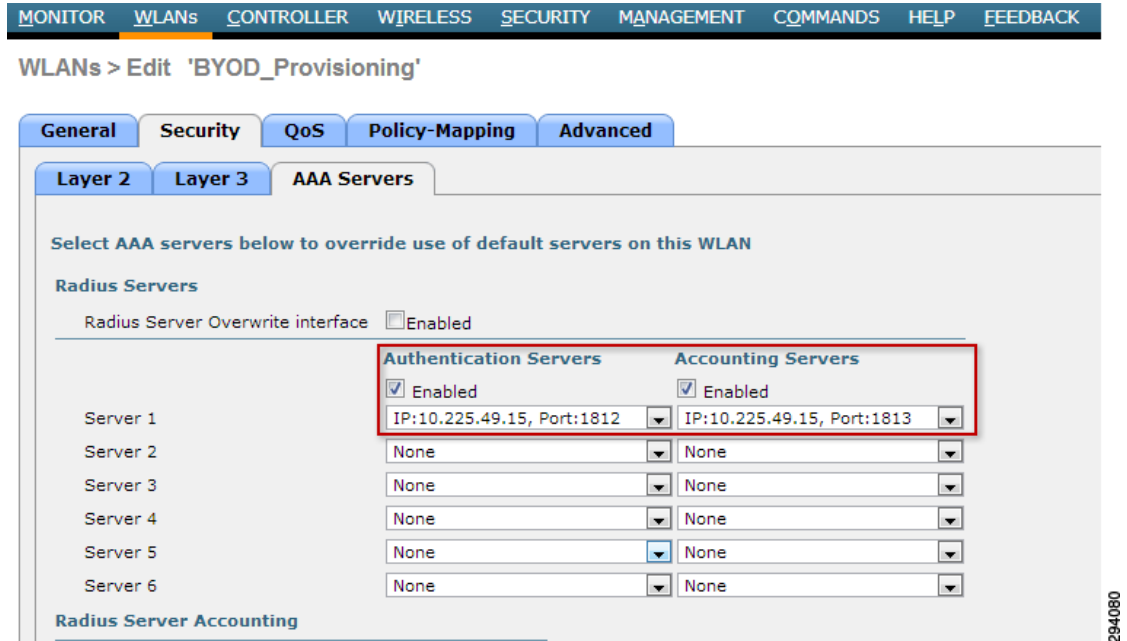 MONITOR WLANs CONTROLLER WIRELESS SECURITY MANAGEMENT COMMANDS HELP FEEDBACK
WLANs > Edit 'BYOD_Provisioning'
General Security QoS Policy-Mapping Advanced
Layer 2 Layer 3 AAA Servers
Select AAA servers below to override use of default servers on this WLAN
Radius Servers
Radius Server Overwrite interface Enabled
Authentication Servers Accounting Servers
Enabled Enabled
Server 1 IP:10.225.49.15, Port:1812 IP:10.225.49.15, Port:1813
Server 2 None None
Server 3 None None
Server 4 None None
Server 5 None None
Server 6 None None
Radius Server Accounting
294080